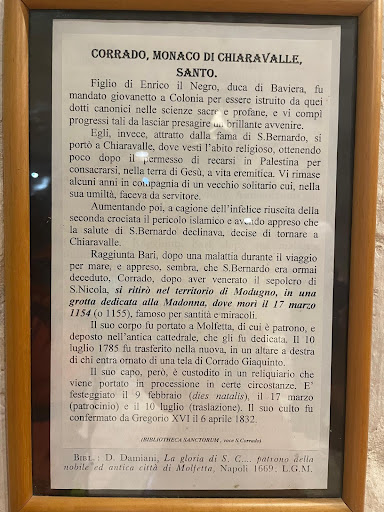 CORRADO, MONACO DI CHIARAVALLE,
SANTO.
Figlio di Enrico il Negro, duca di Baviera, fu
mandato giovanetto a Colonia per essere istruito da quei
dotti canonici nelle scienze sacre e profane, e vi compì
progressi tali da lasciar presagire un brillante avvenire.
Egli, invece, attratto dalla fama di S.Bernardo, si
portò a Chiaravalle, dove vestì l'abito religioso, ottenendo
poco dopo il permesso di recarsi in Palestina per
consacrarsi, nella terra di Gesù, a vita eremitica. Vi rimase
alcuni anni in compagnia di un vecchio solitario cui, nella
sua umiltà, faceva da servitore.
Aumentando poi, a cagione dell'infelice riuscita della
seconda crociata il pericolo islamico e avendo appreso che
la salute di S.Bernardo declinava, decise di tornare a
Chiaravalle.
Raggiunta Bari, dopo una malattia durante il viaggio
per mare, e appreso, sembra, che S.Bernardo era ormai
deceduto, Corrado, dopo aver venerato il sepolcro di
S.Nicola, si ritirò nel territorio di Modugno, in una
grotta dedicata alla Madonna, dove morì il 17 marzo
1154 (o 1155), famoso per santità e miracoli.
Il suo corpo fu portato a Molfetta, di cui è patrono, e
deposto nell'antica cattedrale, che gli fu dedicata. Il 10
luglio 1785 fu trasferito nella nuova, in un altare a destra
di chi entra ornato di una tela di Corrado Giaquinto.
Il suo capo, però, è custodito in un reliquiario che
viene portato in processione in certe circostanze. E'
festeggiato il 9 febbraio (dies natalis), il 17 marzo
(patrocinio) e il 10 luglio (traslazione). Il suo culto fu
confermato da Gregorio XVI il 6 aprile 1832.
(BIBLIOTHECA SANCTORUM, voce S.Corrado)
BIBL.: D. Damiani, La gloria di S. C.... patrono della
nobile ed antica città di Molfetta, Napoli 1669. L.G.M.